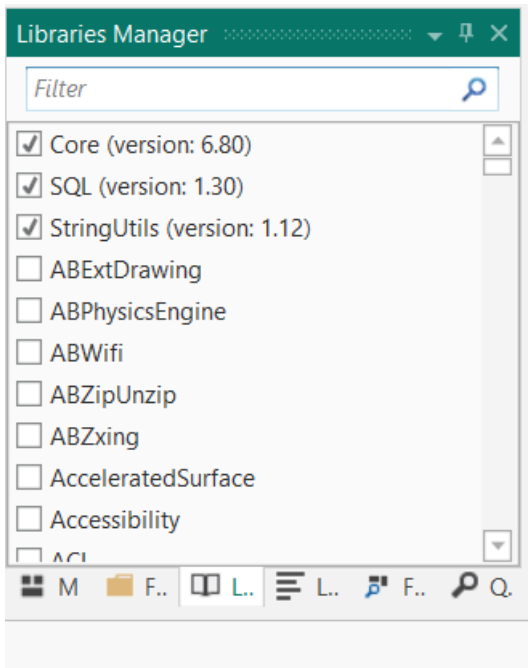 Libraries Manager
Filter
Core (version: 6.80)
SQL (version: 1.30)
StringUtils (version: 1.12)
ABExtDrawing
ABPhysicsEngine
ABWifi
ABZipUnzip
ABZxing
AcceleratedSurface
Accessibility
ACL
M F.. L.. L.. F.. Q.